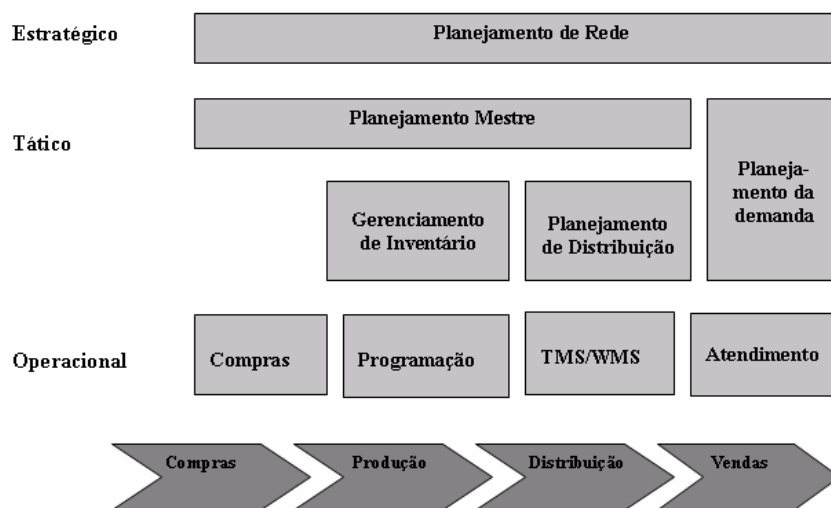 Estratégico
Planejamento de Rede
Tático
Planejamento Mestre
Planeja-
mento da
demanda
Gerenciamento
de Inventário
Planejamento
de Distribuição
Operacional
Compras
Programação
TMS/WMS
Atendimento
Compras
Produção
Distribuição
Vendas